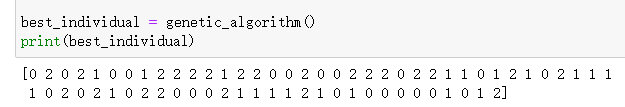 best_individual = genetic_algorithm()
print(best_individual)
[0 2 0 2 1 0 0 1 2 2 2 2 1 2 2 0 0 2 0 0 2 2 2 0 2 2 1 1 0 1 2 1 0 2 1 1 1
1 0 2 0 2 1 0 2 2 0 0 0 2 1 1 1 1 2 1 0 1 0 0 0 0 0 0 1 0 1 2]